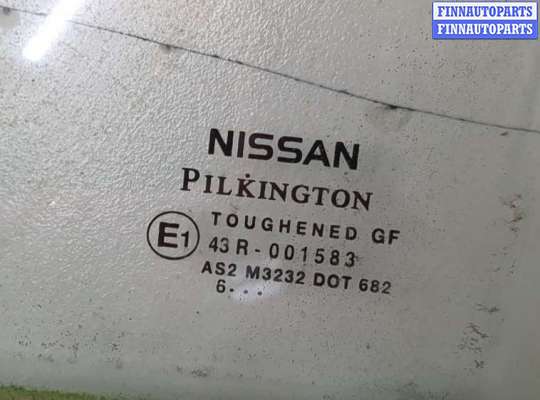 FINNAUTOPARTS
FINNAUTOPARTS
NISSAN
PILKINGTON
TOUGHENED GF
E1
43R-001583
AS2 M3232 DOT 682
6...